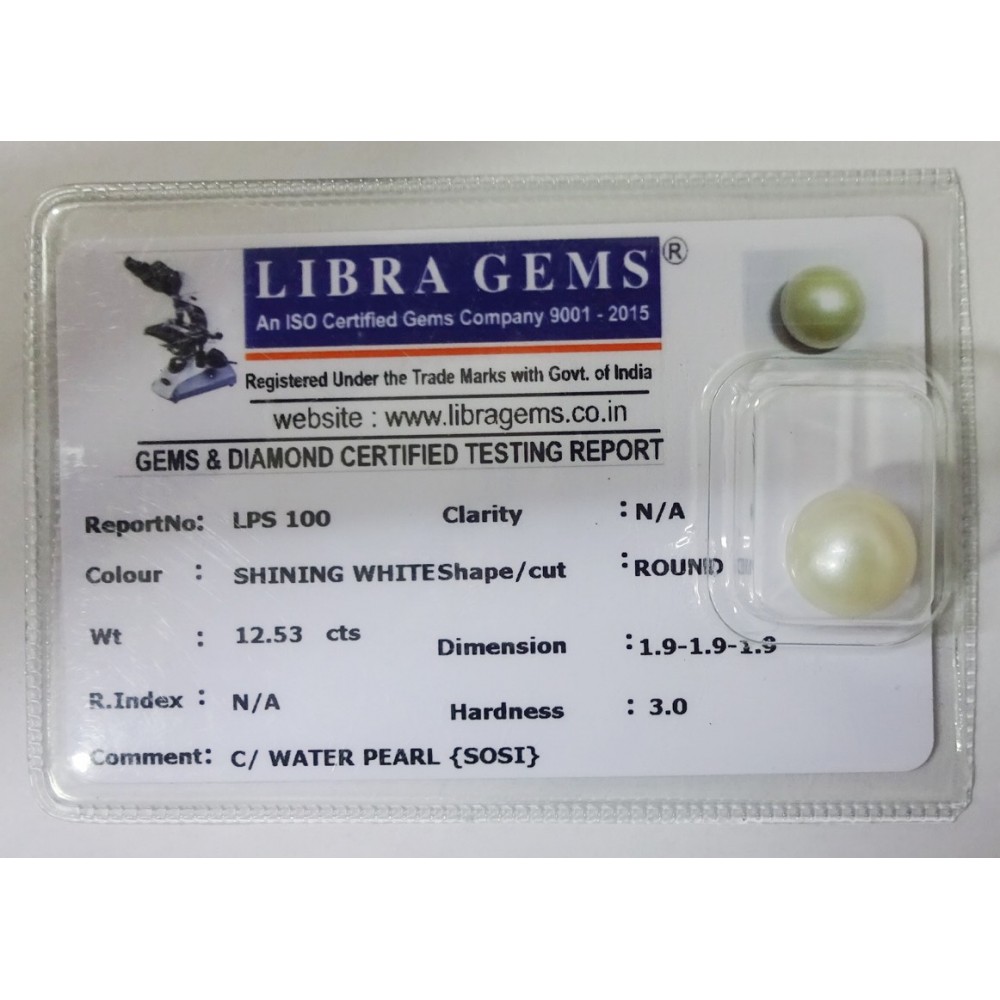 LIBRA GEMS ®
An ISO Certified Gems Company 9001 - 2015
Registered Under the Trade Marks with Govt. of India
website : www.libragems.co.in
GEMS & DIAMOND CERTIFIED TESTING REPORT
ReportNo: LPS 100 Clarity : N/A
Colour : SHINING WHITE Shape/cut : ROUND
Wt : 12.53 cts Dimension : 1.9-1.9-1.9
R.Index : N/A Hardness : 3.0
Comment: C/ WATER PEARL {SOSI}